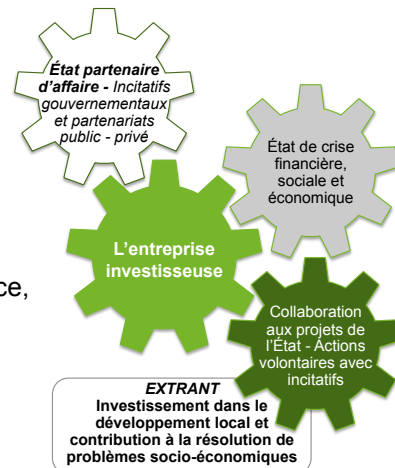 État partenaire
d'affaire - Incitatifs
gouvernementaux
et partenariats
public - privé
État de crise
financière,
sociale et
économique
L'entreprise
investisseuse
ce,
Collaboration
aux projets de
l'État - Actions
volontaires avec
incitatifs
EXTRANT
Investissement dans le
développement local et
contribution à la résolution de
problèmes socio-économiques